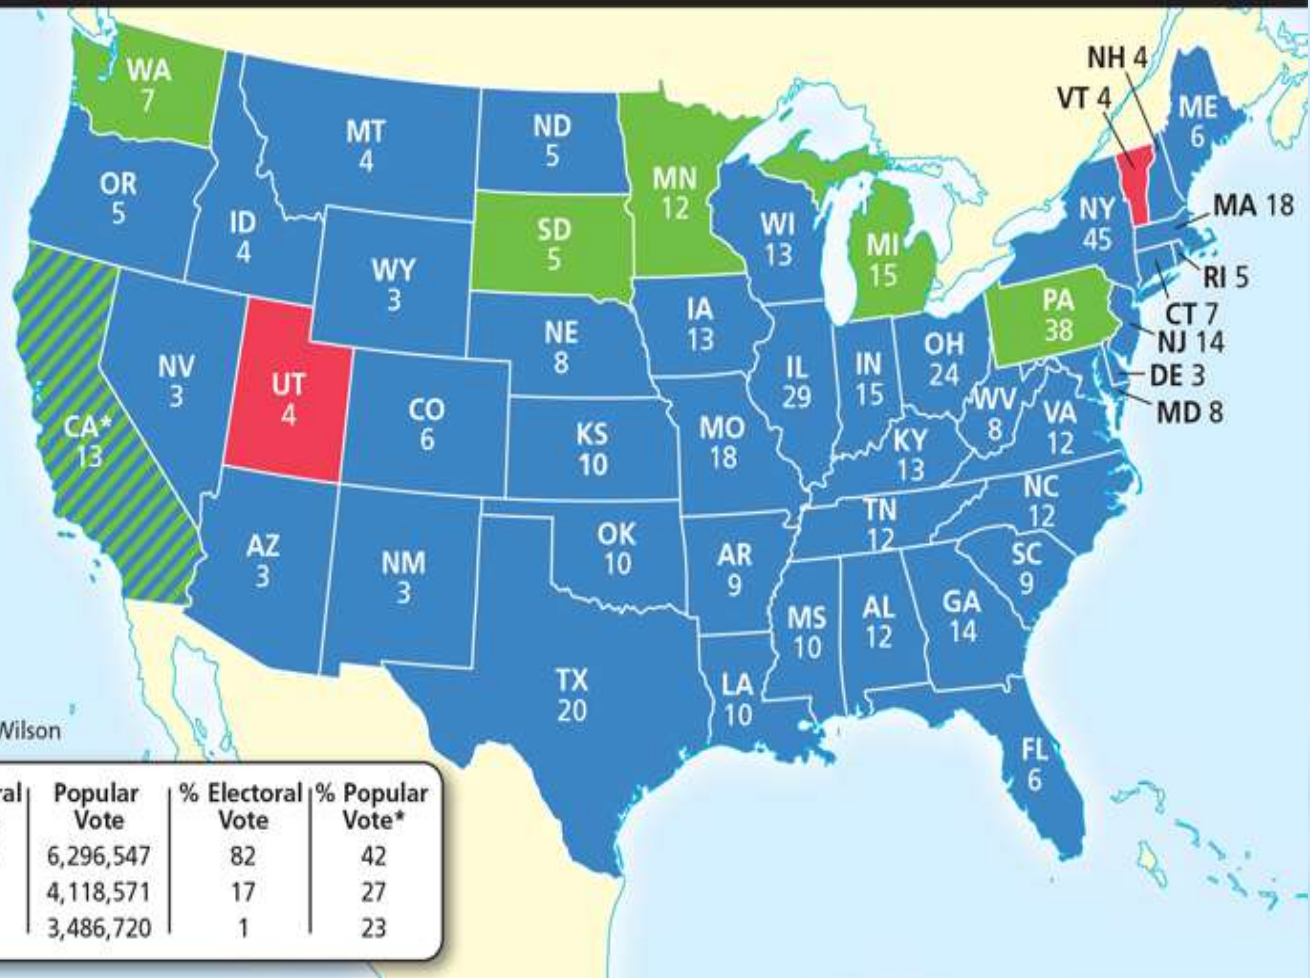 NH 4
VT 4
WA
7
ME
6
MT
4
ND
5
OR
5
MN
12
MA 18
ID
4
SD
5
WI
13
NY
45
MI
15
RI 5
WY
3
CT 7
PA
38
NJ 14
IA
13
NE
8
OH
24
DE 3
NV
3
UT
4
IL
29
IN
15
MD 8
WV
8
VA
12
CO
6
CA*
13
KS
10
MO
18
KY
13
NC
12
TN
12
AZ
3
NM
3
OK
10
AR
9
SC
9
MS
10
AL
12
GA
14
TX
20
LA
10
FL
6
Wilson
Popular % Electoral % Popular
Vote Vote Vote*
6,296,547 82 42
4,118,571 17 27
3,486,720 1 23